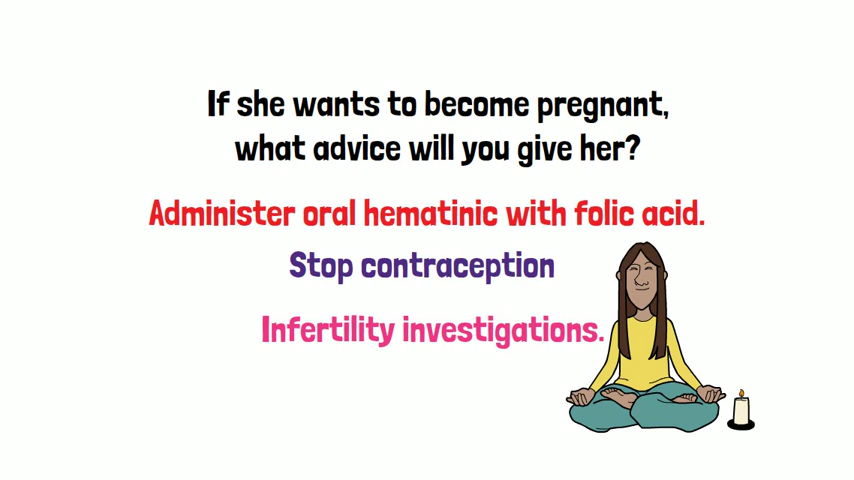 If she wants to become pregnant,
what advice will you give her?
Administer oral hematinic with folic acid.
Stop contraception
Infertility investigations.